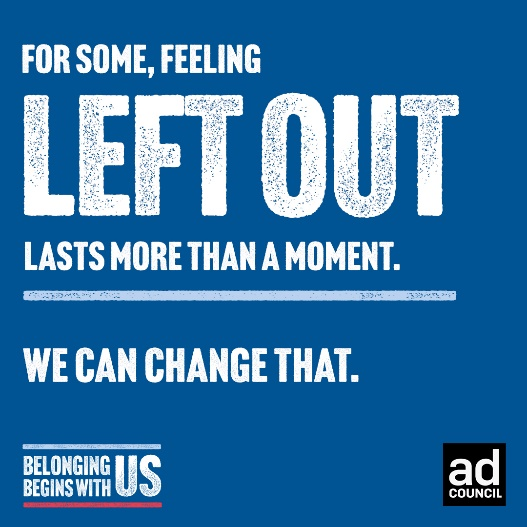 FOR SOME, FEELING
LEFT OUT
LASTS MORE THAN A MOMENT.
WE CAN CHANGE THAT.
BELONGING
BEGINS WITH US
ad
COUNCIL